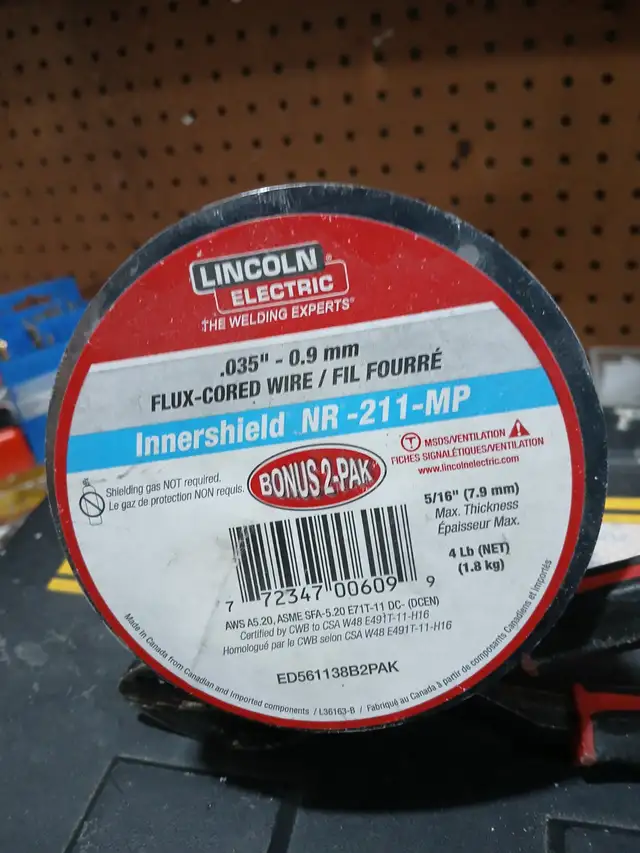 LINCOLN®
ELECTRIC
THE WELDING EXPERTS®
.035" - 0.9 mm
FLUX-CORED WIRE / FIL FOURRÉ
Innershield NR -211-MP
MSDS/VENTILATION
FICHES SIGNALÉTIQUES/VENTILATION
www.lincolnelectric.com
Shielding gas NOT required.
Le gaz de protection NON requis.
BONUS 2-PAK
5/16" (7.9 mm)
Max. Thickness
Épaisseur Max.
4 Lb (NET)
(1.8 kg)
7 72347 00609 9
AWS A5.20, ASME SFA-5.20 E71T-11 DC- (DCEN)
Certified by CWB to CSA W48 E491T-11-H16
Homologué par le CWB selon CSA W48 E491T-11-H16
ED561138B2PAK
Made in Canada from Canadian and Imported components / L36163-B / Fabriqué au Canada à partir de composants Canadiens et importés